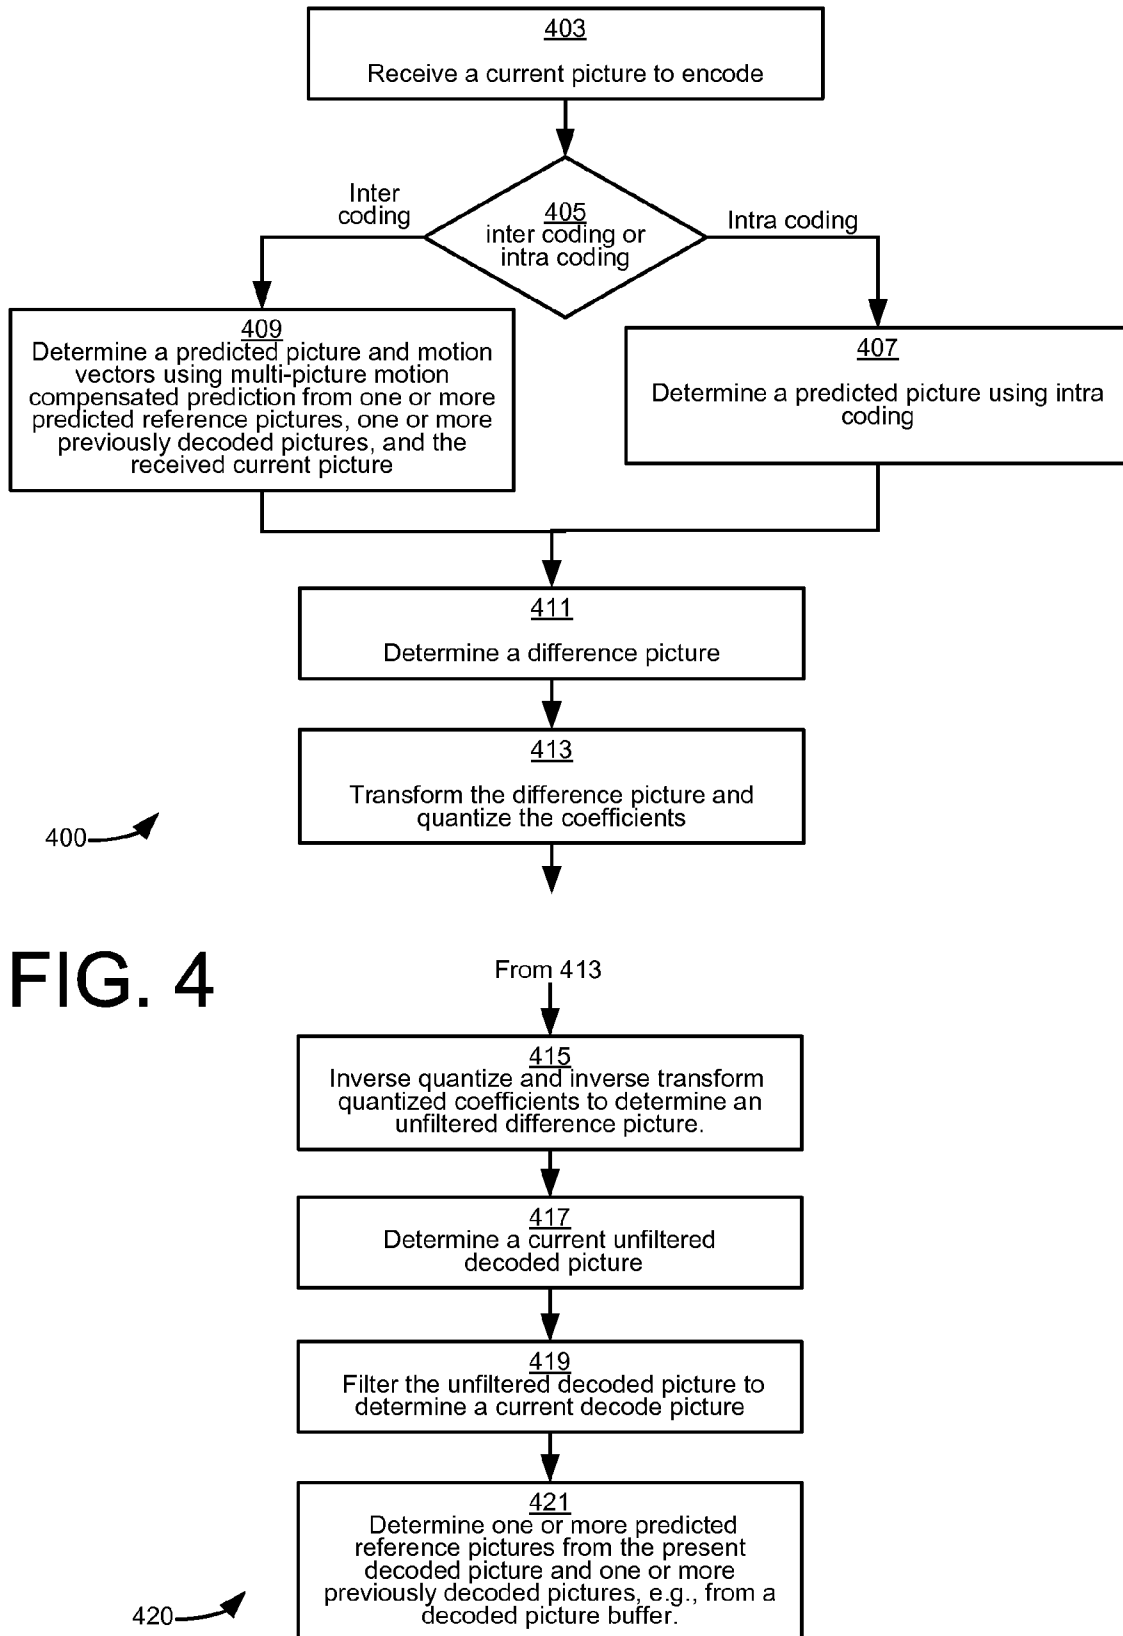 403
Receive a current picture to encode
Inter
coding
405
inter coding or
intra coding
Intra coding
409
Determine a predicted picture and motion
vectors using multi-picture motion
compensated prediction from one or more
predicted reference pictures, one or more
previously decoded pictures, and the
received current picture
407
Determine a predicted picture using intra
coding
411
Determine a difference picture
413
Transform the difference picture and
quantize the coefficients
400
FIG. 4
From 413
415
Inverse quantize and inverse transform
quantized coefficients to determine an
unfiltered difference picture.
417
Determine a current unfiltered
decoded picture
419
Filter the unfiltered decoded picture to
determine a current decode picture
421
Determine one or more predicted
reference pictures from the present
decoded picture and one or more
previously decoded pictures, e.g., from a
decoded picture buffer.
420